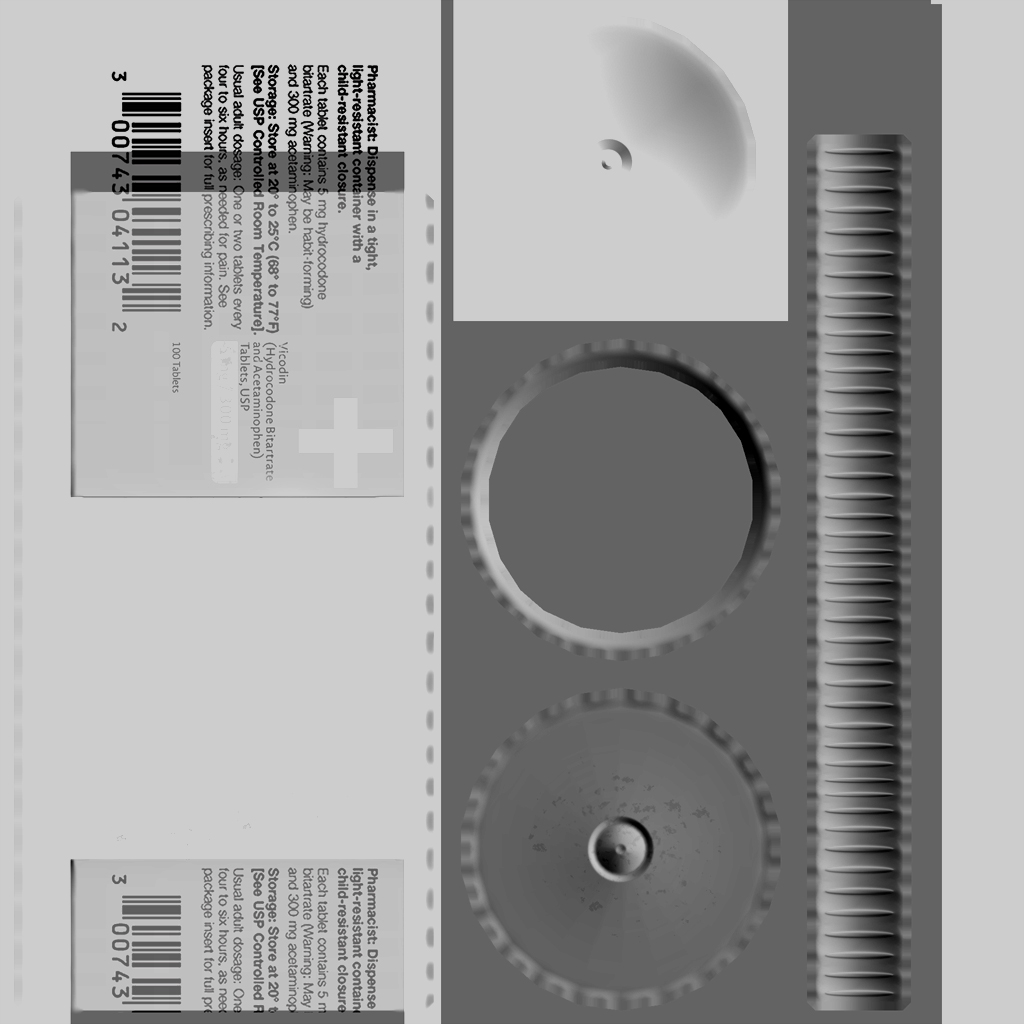 Pharmacist: Dispense in a tight,
light-resistant container with a
child-resistant closure.
Each tablet contains 5 mg hydrocodone
bitartrate (Warning: May be habit-forming)
and 300 mg acetaminophen.
Storage: Store at 20° to 25°C (68° to 77°F)
[See USP Controlled Room Temperature].
Usual adult dosage: One or two tablets every
four to six hours, as needed for pain. See
package insert for full prescribing information.
3 00743 04113 2
Vicodin
(Hydrocodone Bitartrate
and Acetaminophen)
Tablets, USP
100 Tablets
Pharmacist: Dispense
light-resistant
child-resistant closure
Each tablet contains 5
bitartrate (Warning: May
and 300 mg
Storage: Store at 20°
[See USP Controlled
Usual adult dosage: One
four to six hours, as
package insert for full
3 00743